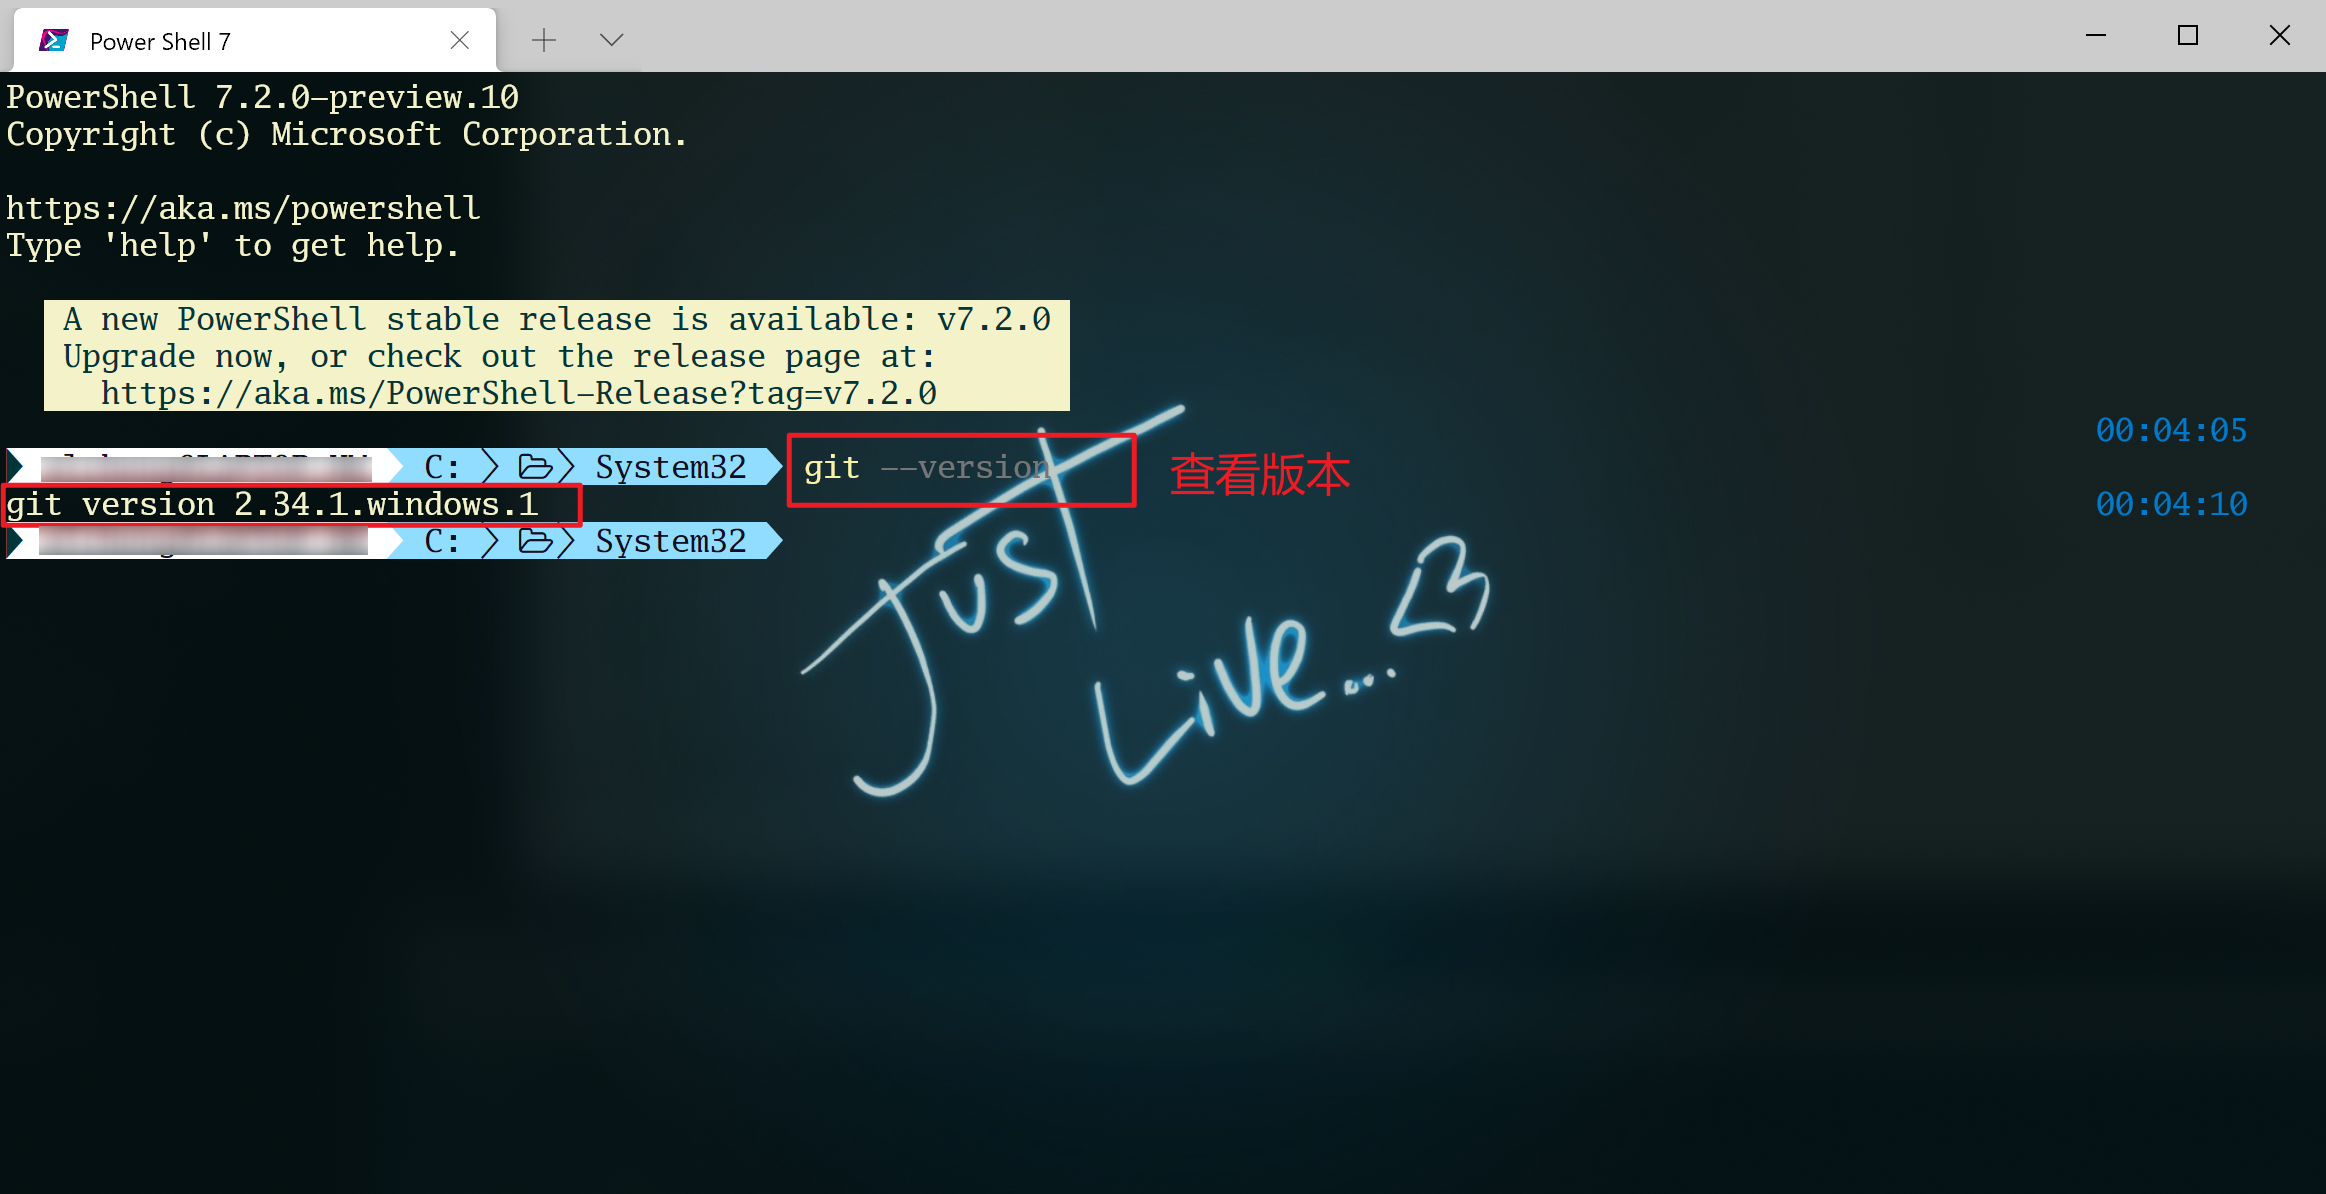 Power Shell 7
PowerShell 7.2.0-preview.10
Copyright (c) Microsoft Corporation.
https://aka.ms/powershell
Type 'help' to get help.
A new PowerShell stable release is available: v7.2.0
Upgrade now, or check out the release page at:
https://aka.ms/PowerShell-Release?tag=v7.2.0
00:04:05
C: System32 git --version 查看版本
git version 2.34.1.windows.1 00:04:10
C: System32
Just
Live...<3